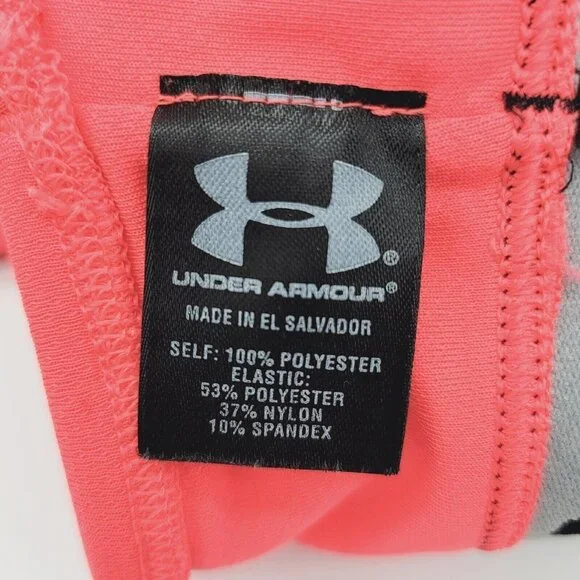 ®
UNDER ARMOUR®
MADE IN EL SALVADOR
SELF: 100% POLYESTER
ELASTIC:
53% POLYESTER
37% NYLON
10% SPANDEX